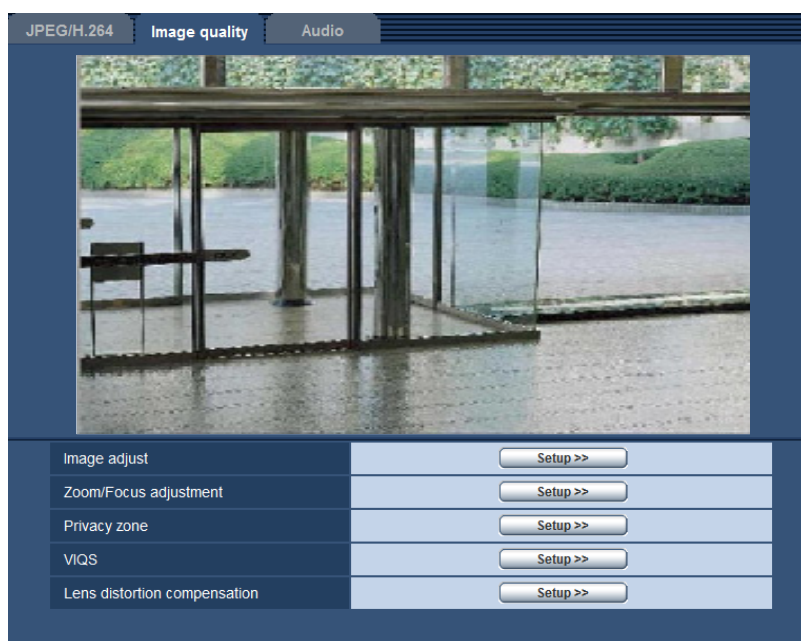 JPEG/H.264 Image quality Audio
Image adjust Setup >>
Zoom/Focus adjustment Setup >>
Privacy zone Setup >>
VIQS Setup >>
Lens distortion compensation Setup >>